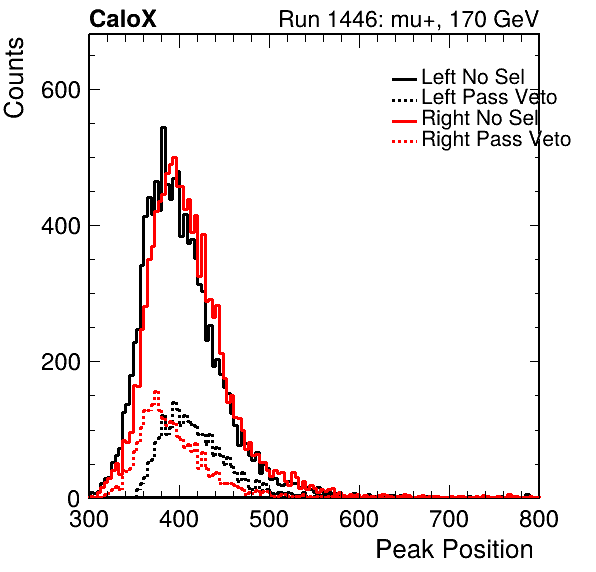 CaloX Run 1446: mu+, 170 GeV
Counts
Left No Sel
Left Pass Veto
Right No Sel
Right Pass Veto
600
400
200
0
300 400 500 600 700 800
Peak Position